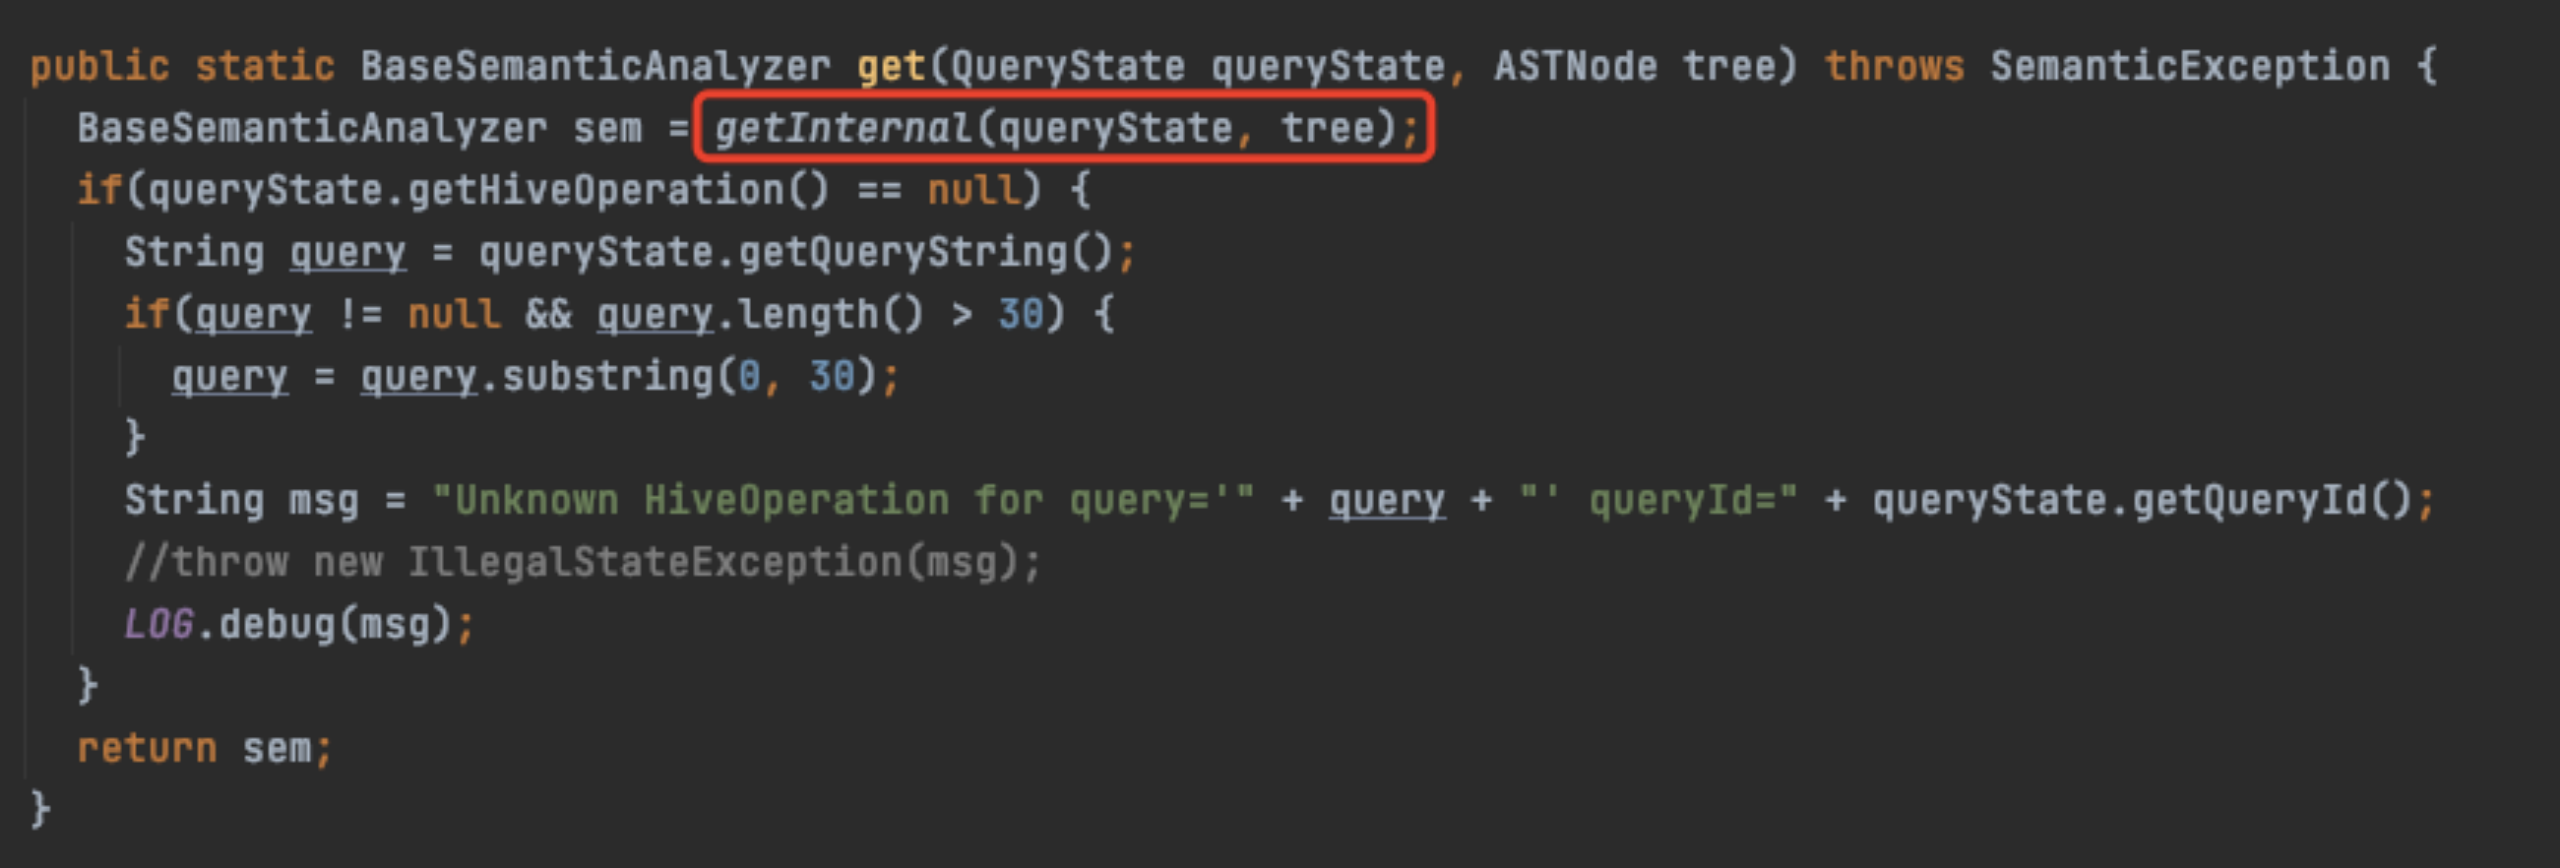 public static BaseSemanticAnalyzer get(QueryState queryState, ASTNode tree) throws SemanticException {
BaseSemanticAnalyzer sem = getInternal(queryState, tree);
if(queryState.getHiveOperation() == null) {
String query = queryState.getQueryString();
if(query != null && query.length() > 30) {
query = query.substring(0, 30);
}
String msg = "Unknown HiveOperation for query='" + query + "' queryId=" + queryState.getQueryId();
//throw new IllegalStateException(msg);
LOG.debug(msg);
}
return sem;
}